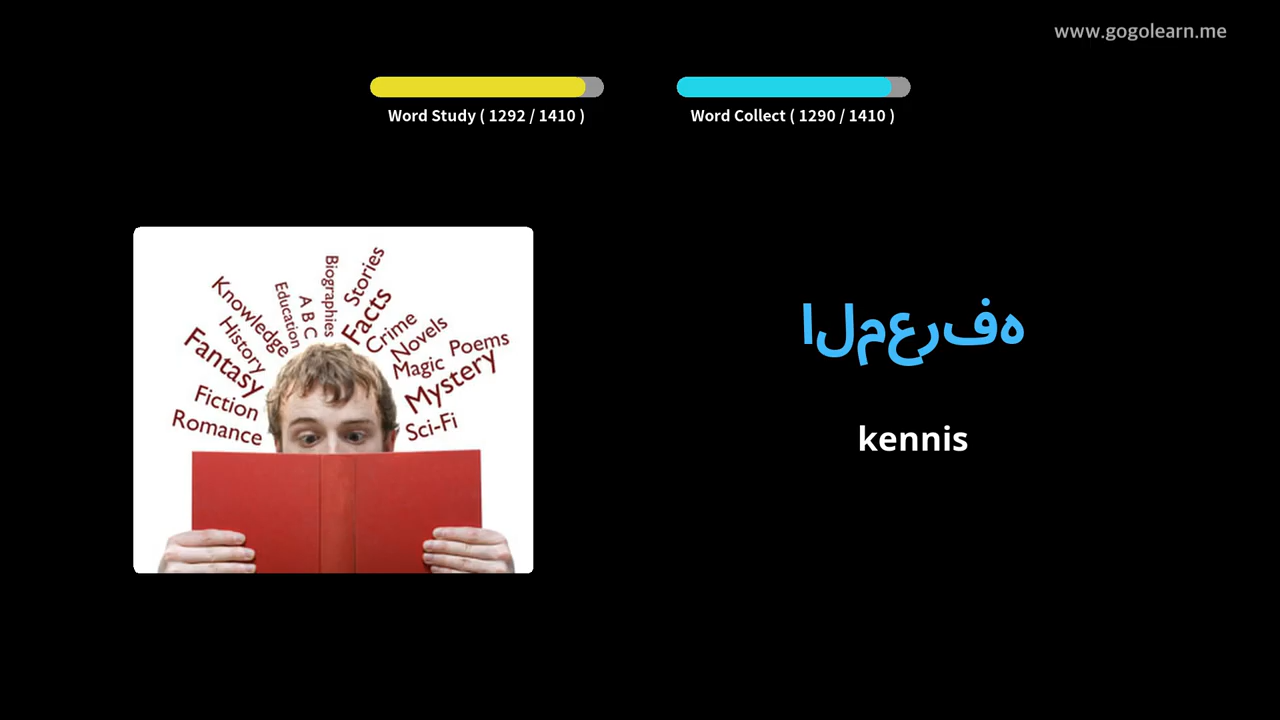 www.gogolearn.me
Word Study ( 1292 / 1410 )
Word Collect ( 1290 / 1410 )
Romance
Fiction
Fantasy
History
Knowledge
Education
A B C
Biographies
Stories
Facts
Crime
Novels
Magic
Poems
Mystery
Sci-Fi
المعرفه
kennis